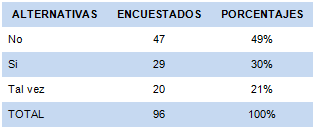 ALTERNATIVAS ENCUESTADOS PORCENTAJES
No 47 49%
Si 29 30%
Tal vez 20 21%
TOTAL 96 100%